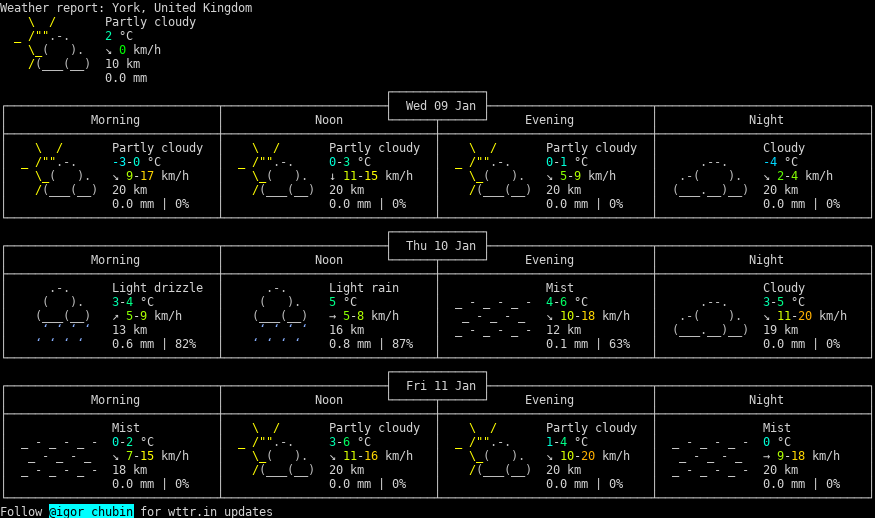 Weather report: York, United Kingdom
Partly cloudy
2 °C
↘ 0 km/h
10 km
0.0 mm
Wed 09 Jan
Morning Noon Evening Night
Partly cloudy Partly cloudy Partly cloudy Cloudy
-3-0 °C 0-3 °C 0-1 °C -4 °C
↘ 9-17 km/h ↓ 11-15 km/h ↘ 5-9 km/h ↘ 2-4 km/h
20 km 20 km 20 km 20 km
0.0 mm | 0% 0.0 mm | 0% 0.0 mm | 0% 0.0 mm | 0%
Thu 10 Jan
Morning Noon Evening Night
Light drizzle Light rain Mist Cloudy
3-4 °C 5 °C 4-6 °C 3-5 °C
↗ 5-9 km/h → 5-8 km/h ↘ 10-18 km/h ↘ 11-20 km/h
13 km 16 km 12 km 19 km
0.6 mm | 82% 0.8 mm | 87% 0.1 mm | 63% 0.0 mm | 0%
Fri 11 Jan
Morning Noon Evening Night
Mist Partly cloudy Partly cloudy Mist
0-2 °C 3-6 °C 1-4 °C 0 °C
↘ 7-15 km/h ↘ 11-16 km/h ↘ 10-20 km/h → 9-18 km/h
18 km 20 km 20 km 20 km
0.0 mm | 0% 0.0 mm | 0% 0.0 mm | 0% 0.0 mm | 0%
Follow @igor_chubin for wttr.in updates